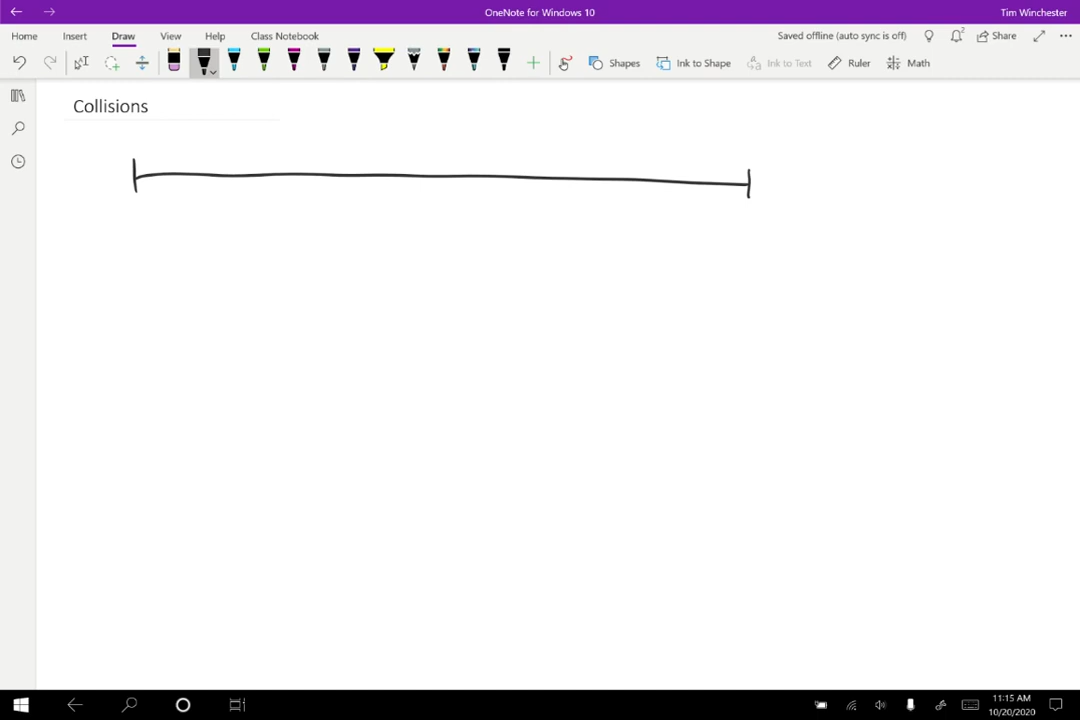 OneNote for Windows 10
Tim Winchester
Home Insert Draw View Help Class Notebook Saved offline (auto sync is off) Share
Shapes Ink to Shape Ink to Text Ruler Math
Collisions
11:15 AM
10/20/2020